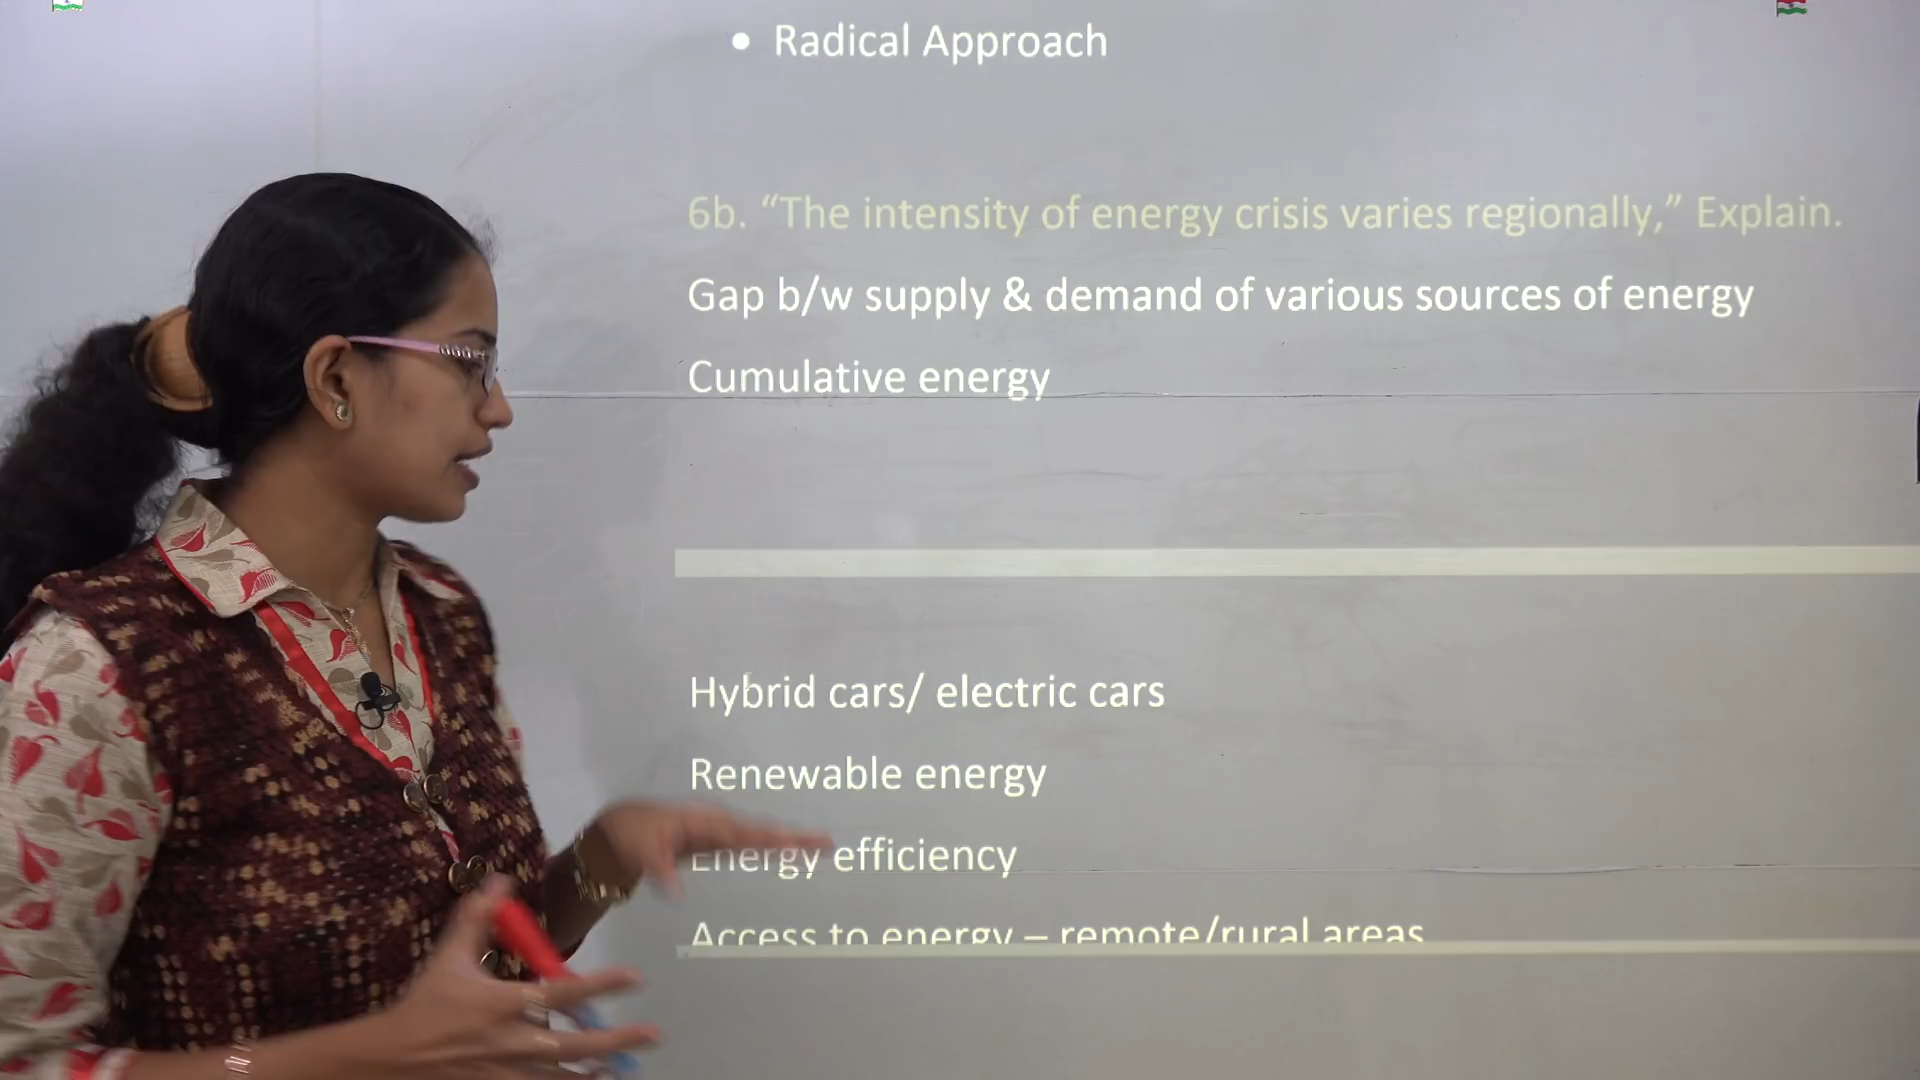 • Radical Approach
6b. “The intensity of energy crisis varies regionally,” Explain.
Gap b/w supply & demand of various sources of energy
Cumulative energy
Hybrid cars/ electric cars
Renewable energy
Energy efficiency
Access to energy – remote/rural areas